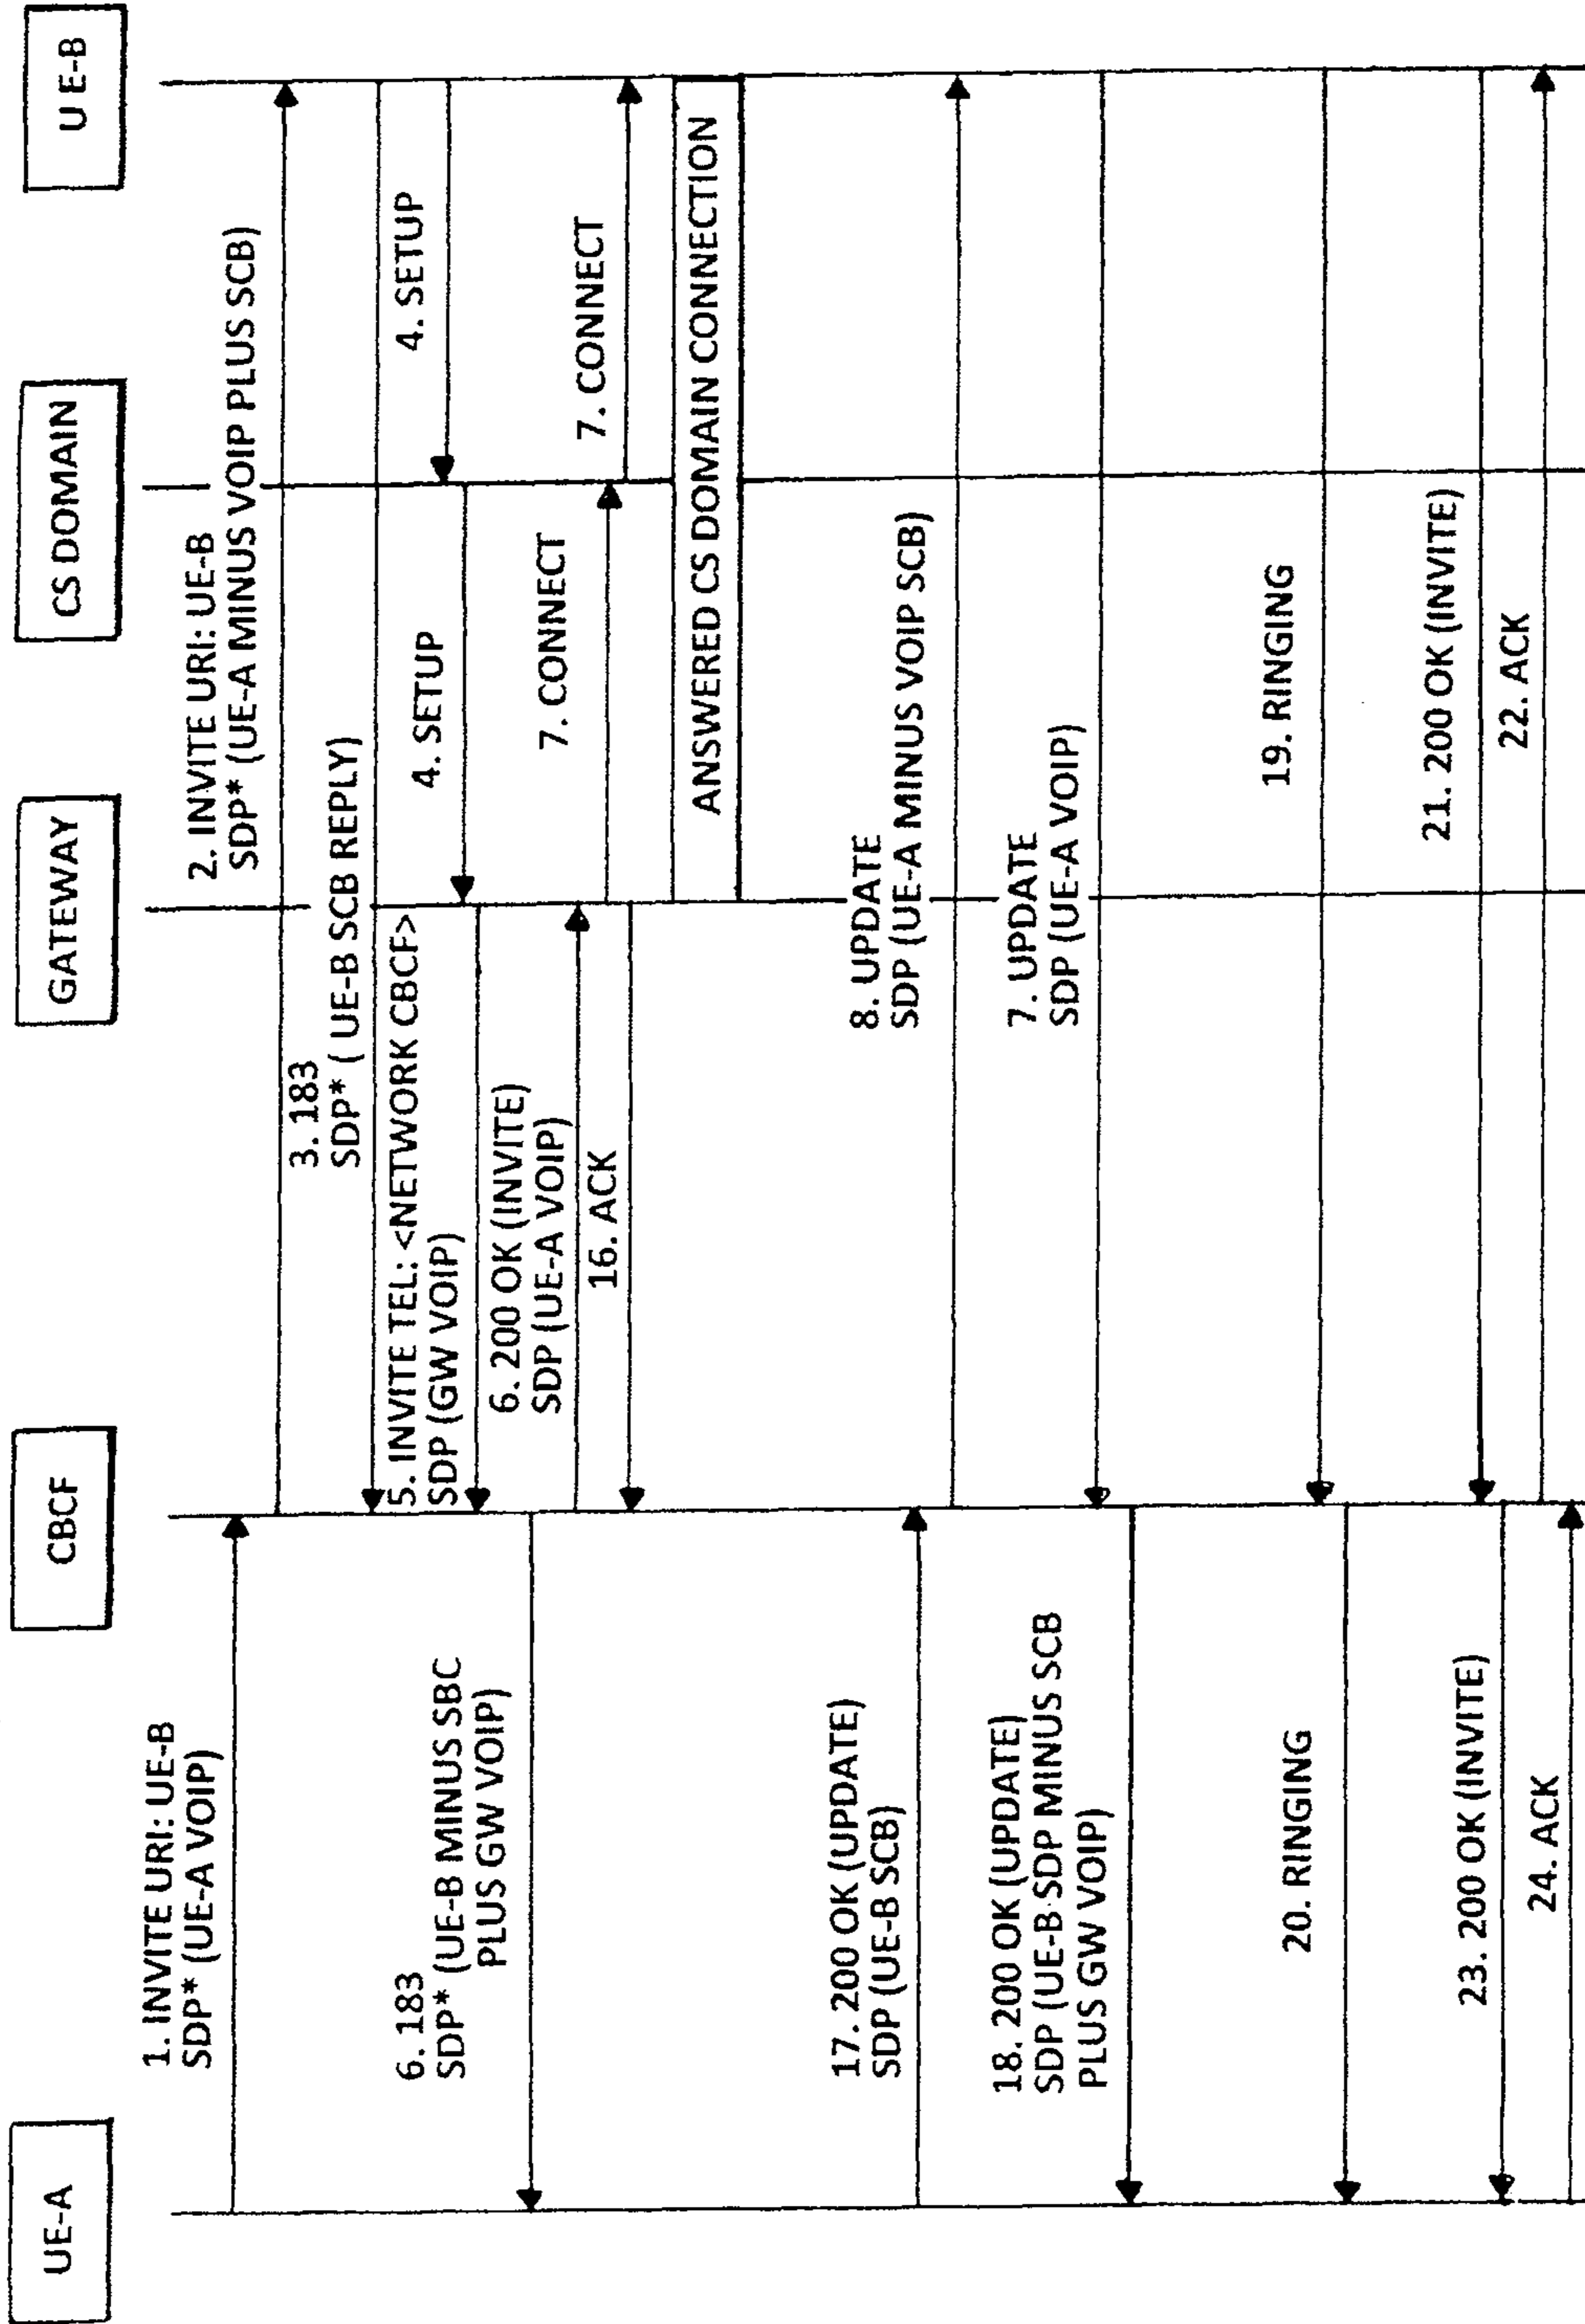 UE-A
CBCF
GATEWAY
CS DOMAIN
U E-B
1. INVITE URI: UE-B
SDP* (UE-A VOIP)
2. INVITE URI: UE-B
SDP* (UE-A MINUS VOIP PLUS SCB)
3. 183
SDP* ( UE-B SCB REPLY)
4. SETUP
4. SETUP
5. INVITE TEL: <NETWORK CBCF>
SDP (GW VOIP)
6. 183
SDP* (UE-B MINUS SBC
PLUS GW VOIP)
6. 200 OK (INVITE)
SDP (UE-A VOIP)
7. CONNECT
7. CONNECT
16. ACK
ANSWERED CS DOMAIN CONNECTION
17. 200 OK (UPDATE)
SDP (UE-B SCB)
8. UPDATE
SDP (UE-A MINUS VOIP SCB)
7. UPDATE
SDP (UE-A VOIP)
18. 200 OK (UPDATE)
SDP (UE-B SDP MINUS SCB
PLUS GW VOIP)
19. RINGING
20. RINGING
21. 200 OK (INVITE)
22. ACK
23. 200 OK (INVITE)
24. ACK